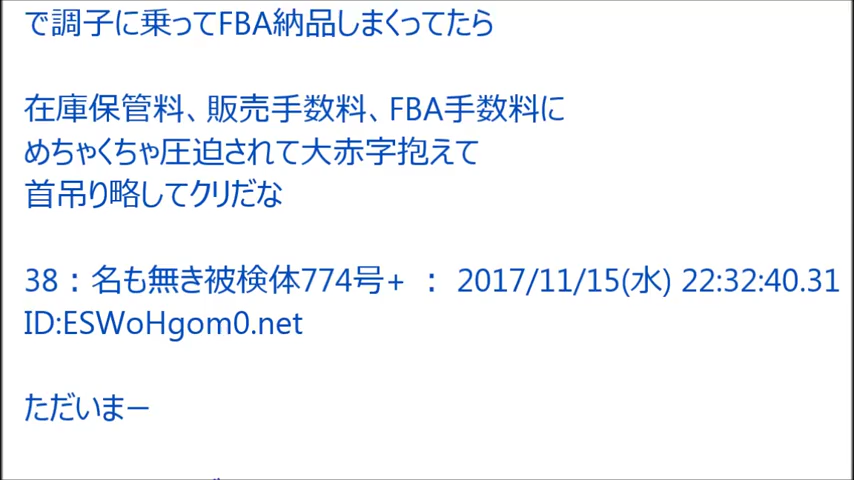 で調子に乗ってFBA納品しまくってたら
在庫保管料、販売手数料、FBA手数料に
めちゃくちゃ圧迫されて大赤字抱えて
首吊り略してクリだな
38 : 名も無き被検体774号+ : 2017/11/15(水) 22:32:40.31
ID:ESWoHgom0.net
ただいまー